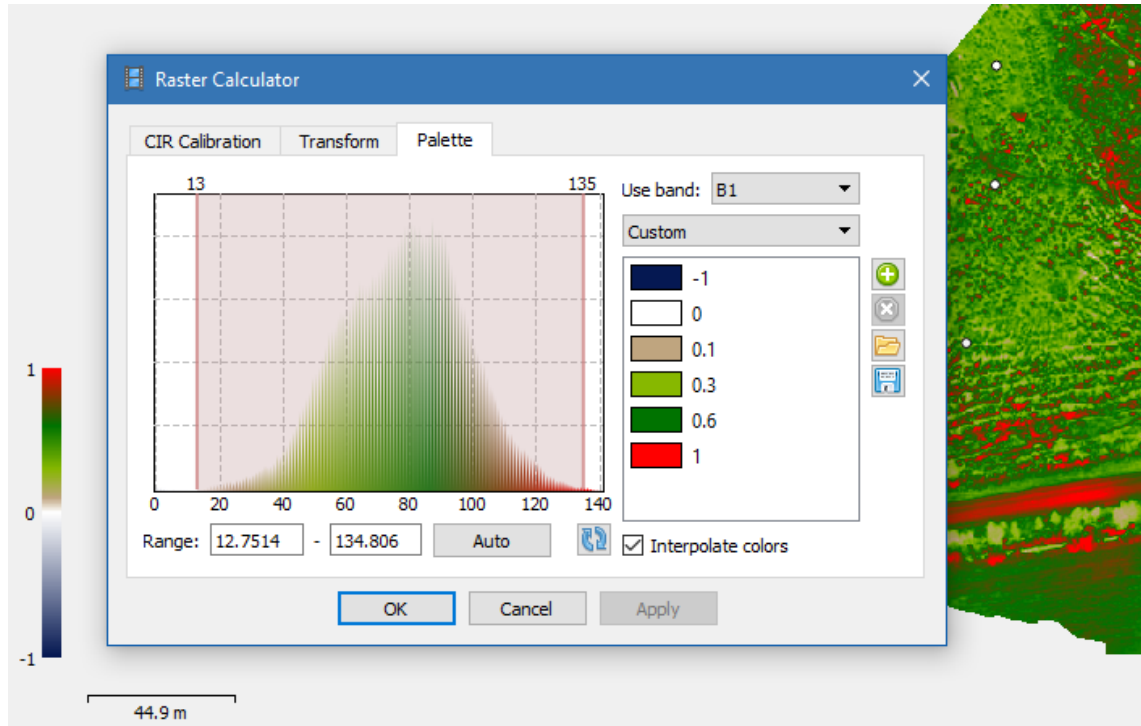 Raster Calculator
CIR Calibration Transform Palette
13 135
0 20 40 60 80 100 120 140
Range: 12.7514 - 134.806 Auto
Use band: B1
Custom
-1
0
0.1
0.3
0.6
1
Interpolate colors
OK Cancel Apply
1
0
-1
44.9 m